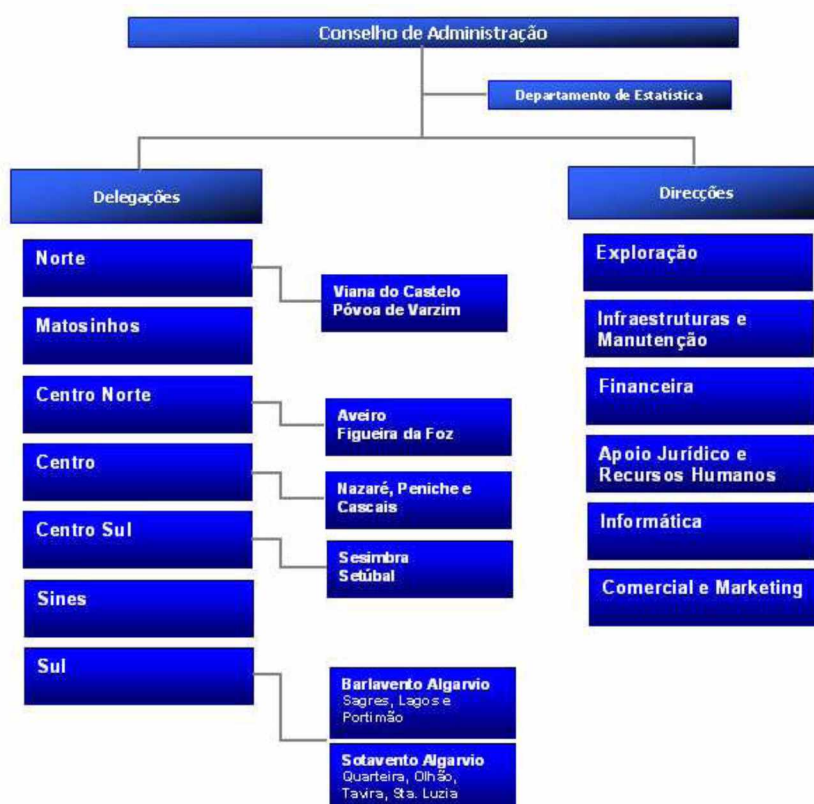 Conselho de Administração
Departamento de Estatística
Delegações
Norte
Viana do Castelo
Póvoa de Varzim
Matosinhos
Centro Norte
Aveiro
Figueira da Foz
Centro
Nazaré, Peniche e
Cascais
Centro Sul
Sesimbra
Setúbal
Sines
Sul
Barlavento Algarvio
Sagres, Lagos e
Portimão
Sotavento Algarvio
Quarteira, Olhão,
Tavira, Sta. Luzia
Direcções
Exploração
Infraestruturas e
Manutenção
Financeira
Apoio Jurídico e
Recursos Humanos
Informática
Comercial e Marketing